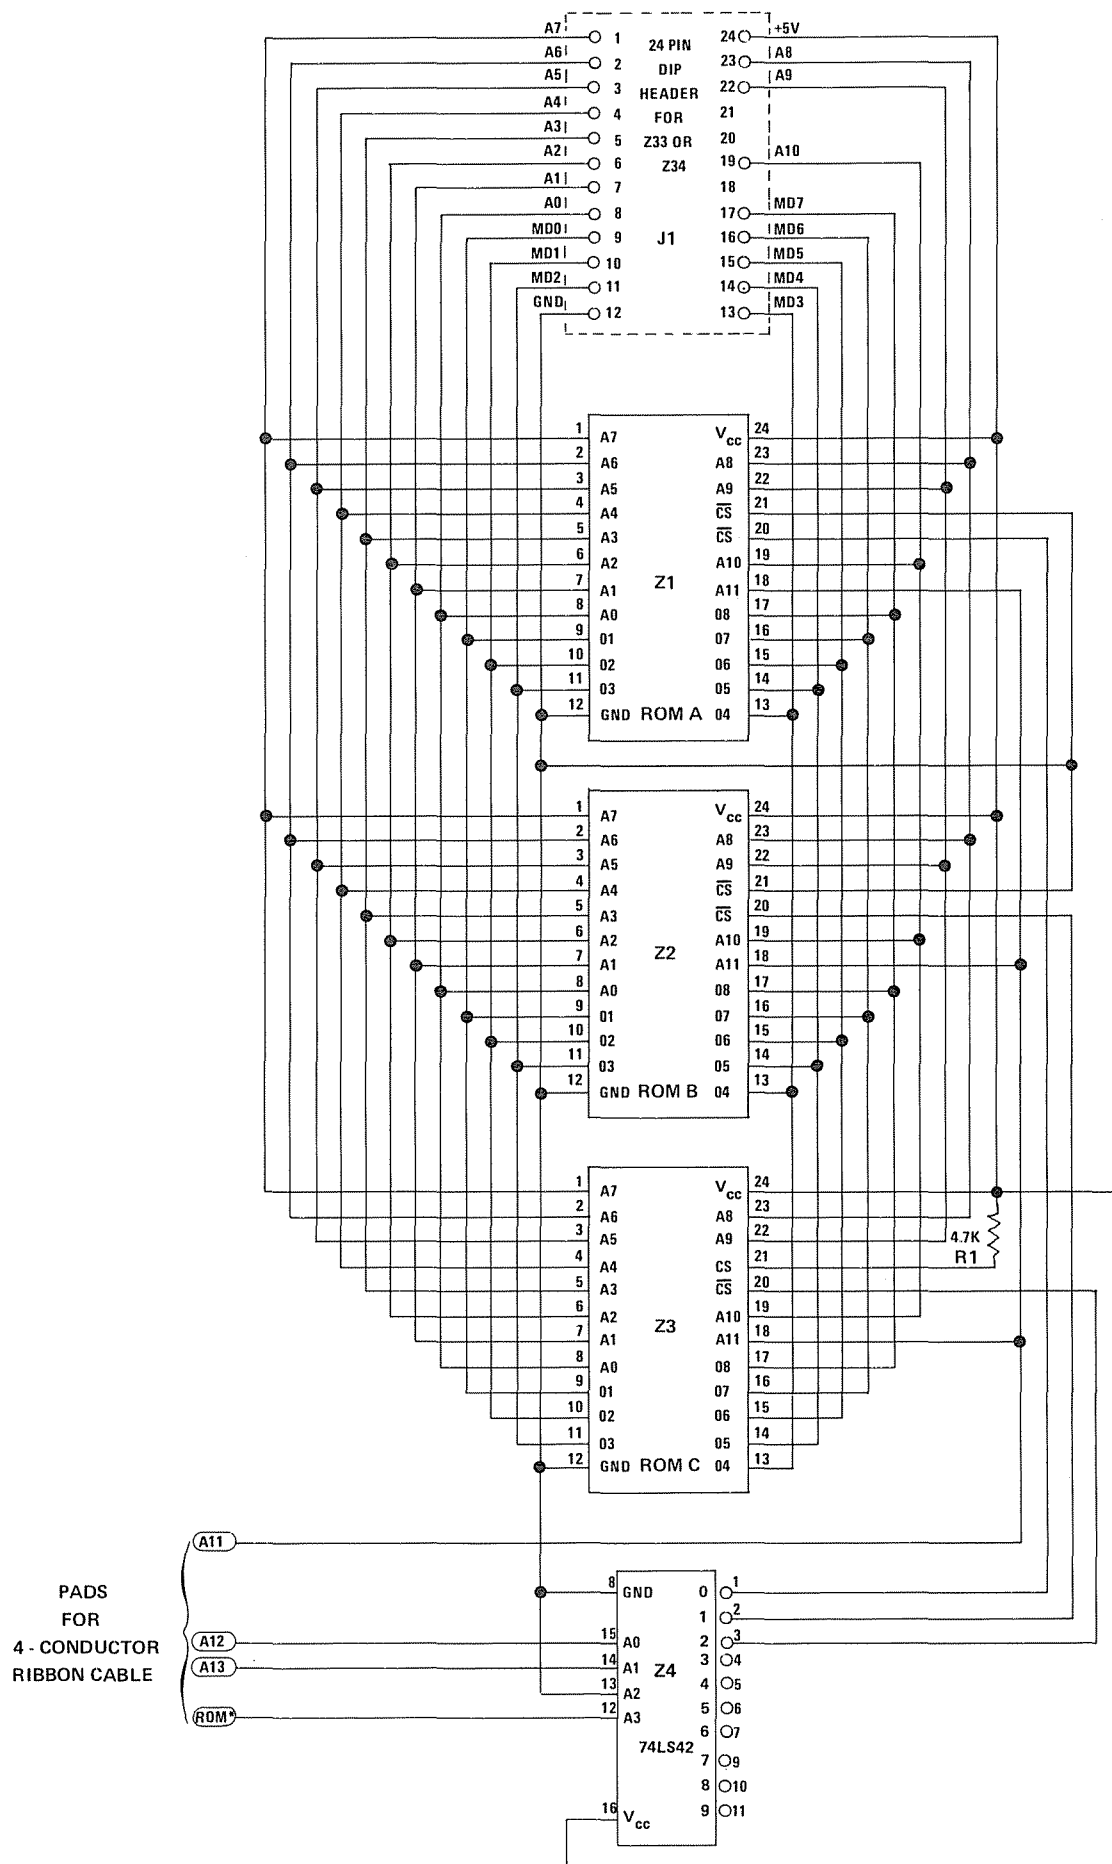 A7 1 24 PIN 24 +5V
A6 2 DIP 23 A8
A5 3 HEADER 22 A9
A4 4 FOR 21
A3 5 Z33 OR 20
A2 6 Z34 19 A10
A1 7 18
A0 8 17 MD7
MD0 9 J1 16 MD6
MD1 10 15 MD5
MD2 11 14 MD4
GND 12 13 MD3
1 A7 Vcc 24
2 A6 A8 23
3 A5 A9 22
4 A4 C̅S̅ 21
5 A3 C̅S̅ 20
6 A2 A10 19
7 A1 Z1 A11 18
8 A0 08 17
9 01 07 16
10 02 06 15
11 03 05 14
12 GND ROM A 04 13
1 A7 Vcc 24
2 A6 A8 23
3 A5 A9 22
4 A4 C̅S̅ 21
5 A3 C̅S̅ 20
6 A2 A10 19
7 A1 Z2 A11 18
8 A0 08 17
9 01 07 16
10 02 06 15
11 03 05 14
12 GND ROM B 04 13
1 A7 Vcc 24
2 A6 A8 23
3 A5 A9 22 4.7K
4 A4 CS 21 R1
5 A3 C̅S̅ 20
6 A2 A10 19
7 A1 Z3 A11 18
8 A0 08 17
9 01 07 16
10 02 06 15
11 03 05 14
12 GND ROM C 04 13
A11
PADS
FOR
4 - CONDUCTOR
RIBBON CABLE
A12
A13
ROM*
8 GND 0 1
1 2
15 A0 2 3
14 A1 Z4 3 4
13 A2 4 5
12 A3 5 6
74LS42 6 7
7 9
8 10
16 Vcc 9 11